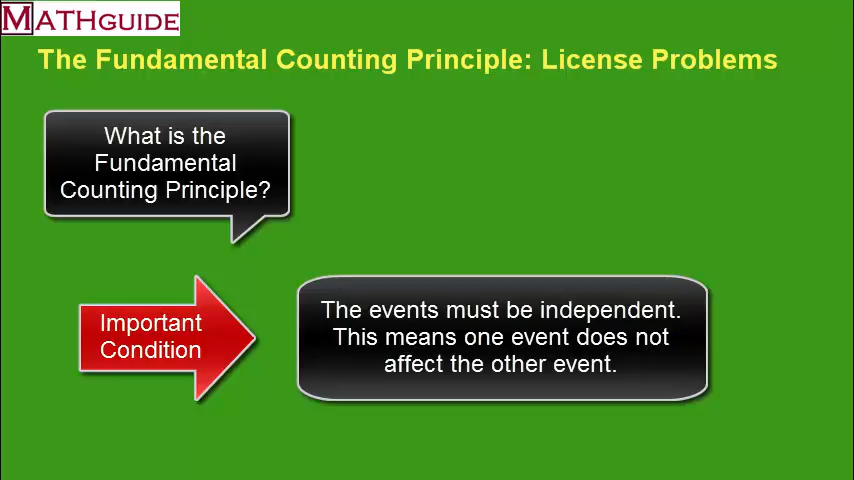 MATHGUIDE
The Fundamental Counting Principle: License Problems
What is the
Fundamental
Counting Principle?
Important
Condition
The events must be independent.
This means one event does not
affect the other event.